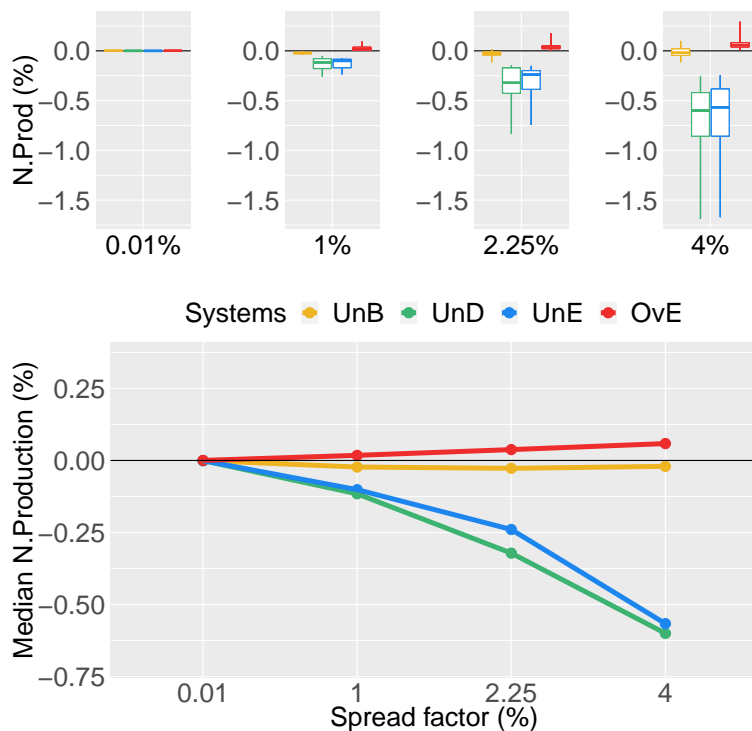 N.Prod (%)
0.0 0.0 0.0 0.0
−0.5 −0.5 −0.5 −0.5
−1.0 −1.0 −1.0 −1.0
−1.5 −1.5 −1.5 −1.5
0.01% 1% 2.25% 4%
Systems UnB UnD UnE OvE
Median N.Production (%)
0.25
0.00
−0.25
−0.50
−0.75
0.01 1 2.25 4
Spread factor (%)